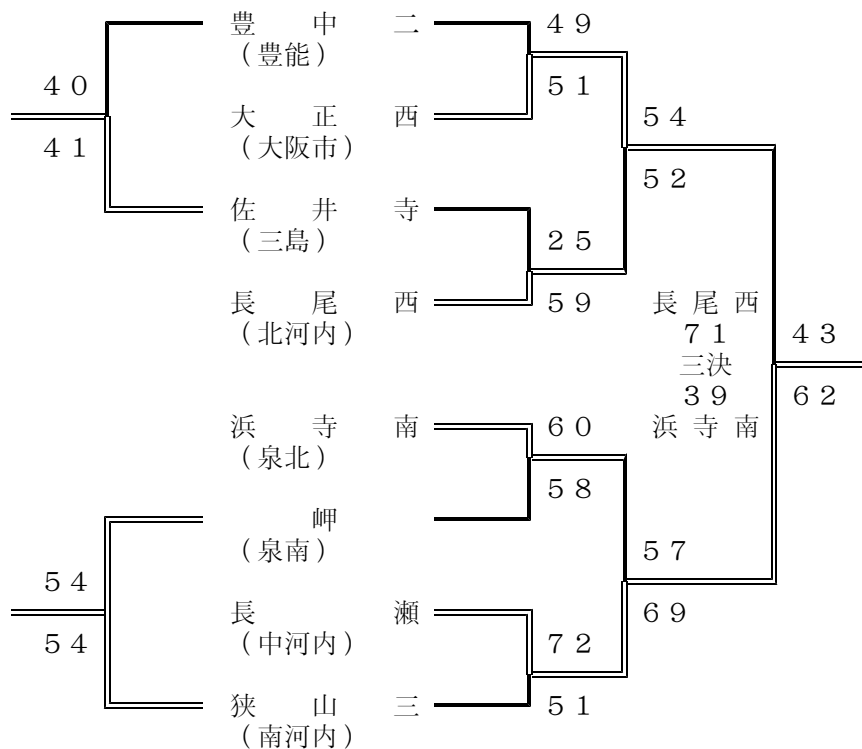 豊中二
(豊能)
４９
４０
５１
大正西
(大阪市)
５４
４１
５２
佐井寺
(三島)
２５
長尾西
(北河内)
５９
長尾西
７１
三決
３９
浜寺南
４３
６２
浜寺南
(泉北)
６０
５８
岬
(泉南)
５７
５４
５４
長瀬
(中河内)
６９
７２
狭山三
(南河内)
５１